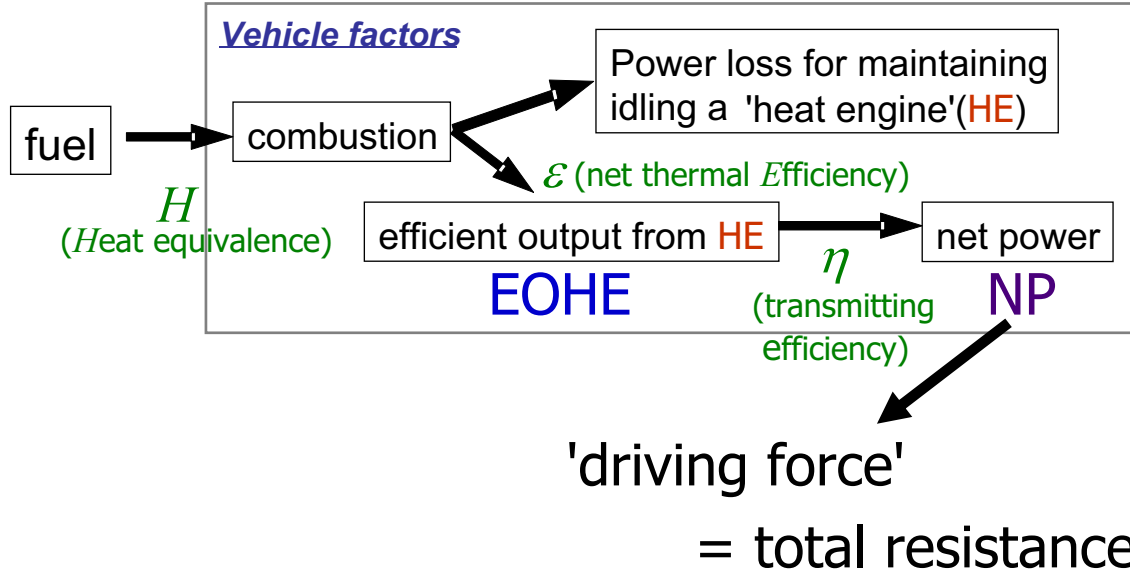 Vehicle factors
Power loss for maintaining
idling a 'heat engine'(HE)
fuel
combustion
ε (net thermal Efficiency)
H
(Heat equivalence)
efficient output from HE
net power
EOHE
η
(transmitting
efficiency)
NP
'driving force'
= total resistance